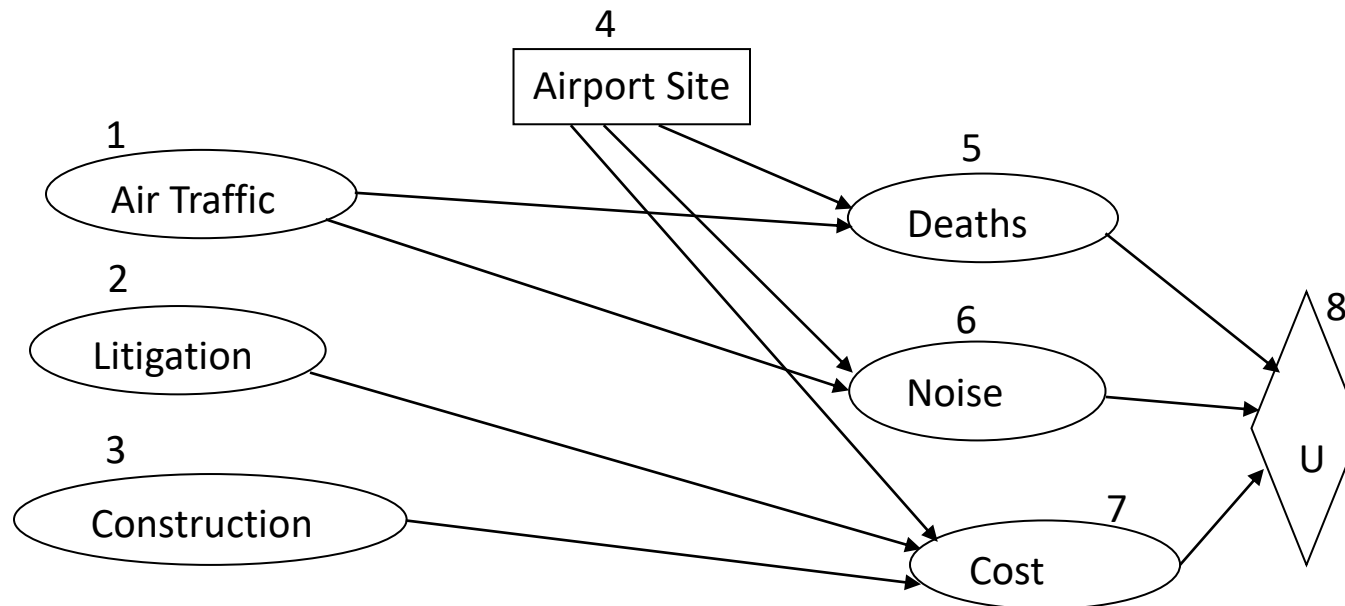 4
Airport Site
1
Air Traffic
5
Deaths
2
Litigation
6
Noise
8
U
3
Construction
7
Cost